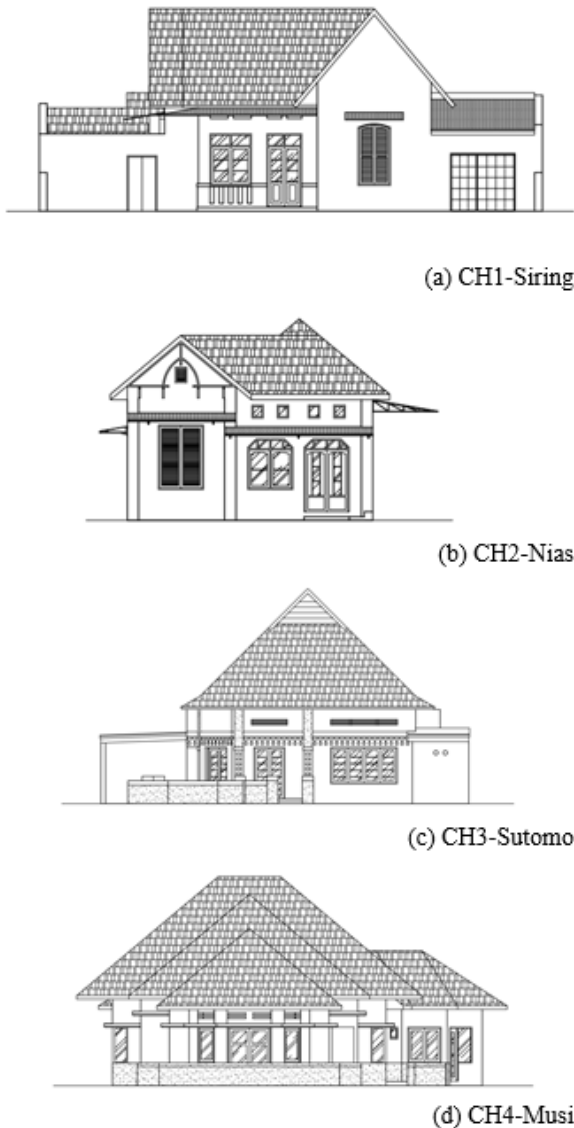 (a) CH1-Siring
(b) CH2-Nias
(c) CH3-Sutomo
(d) CH4-Musi